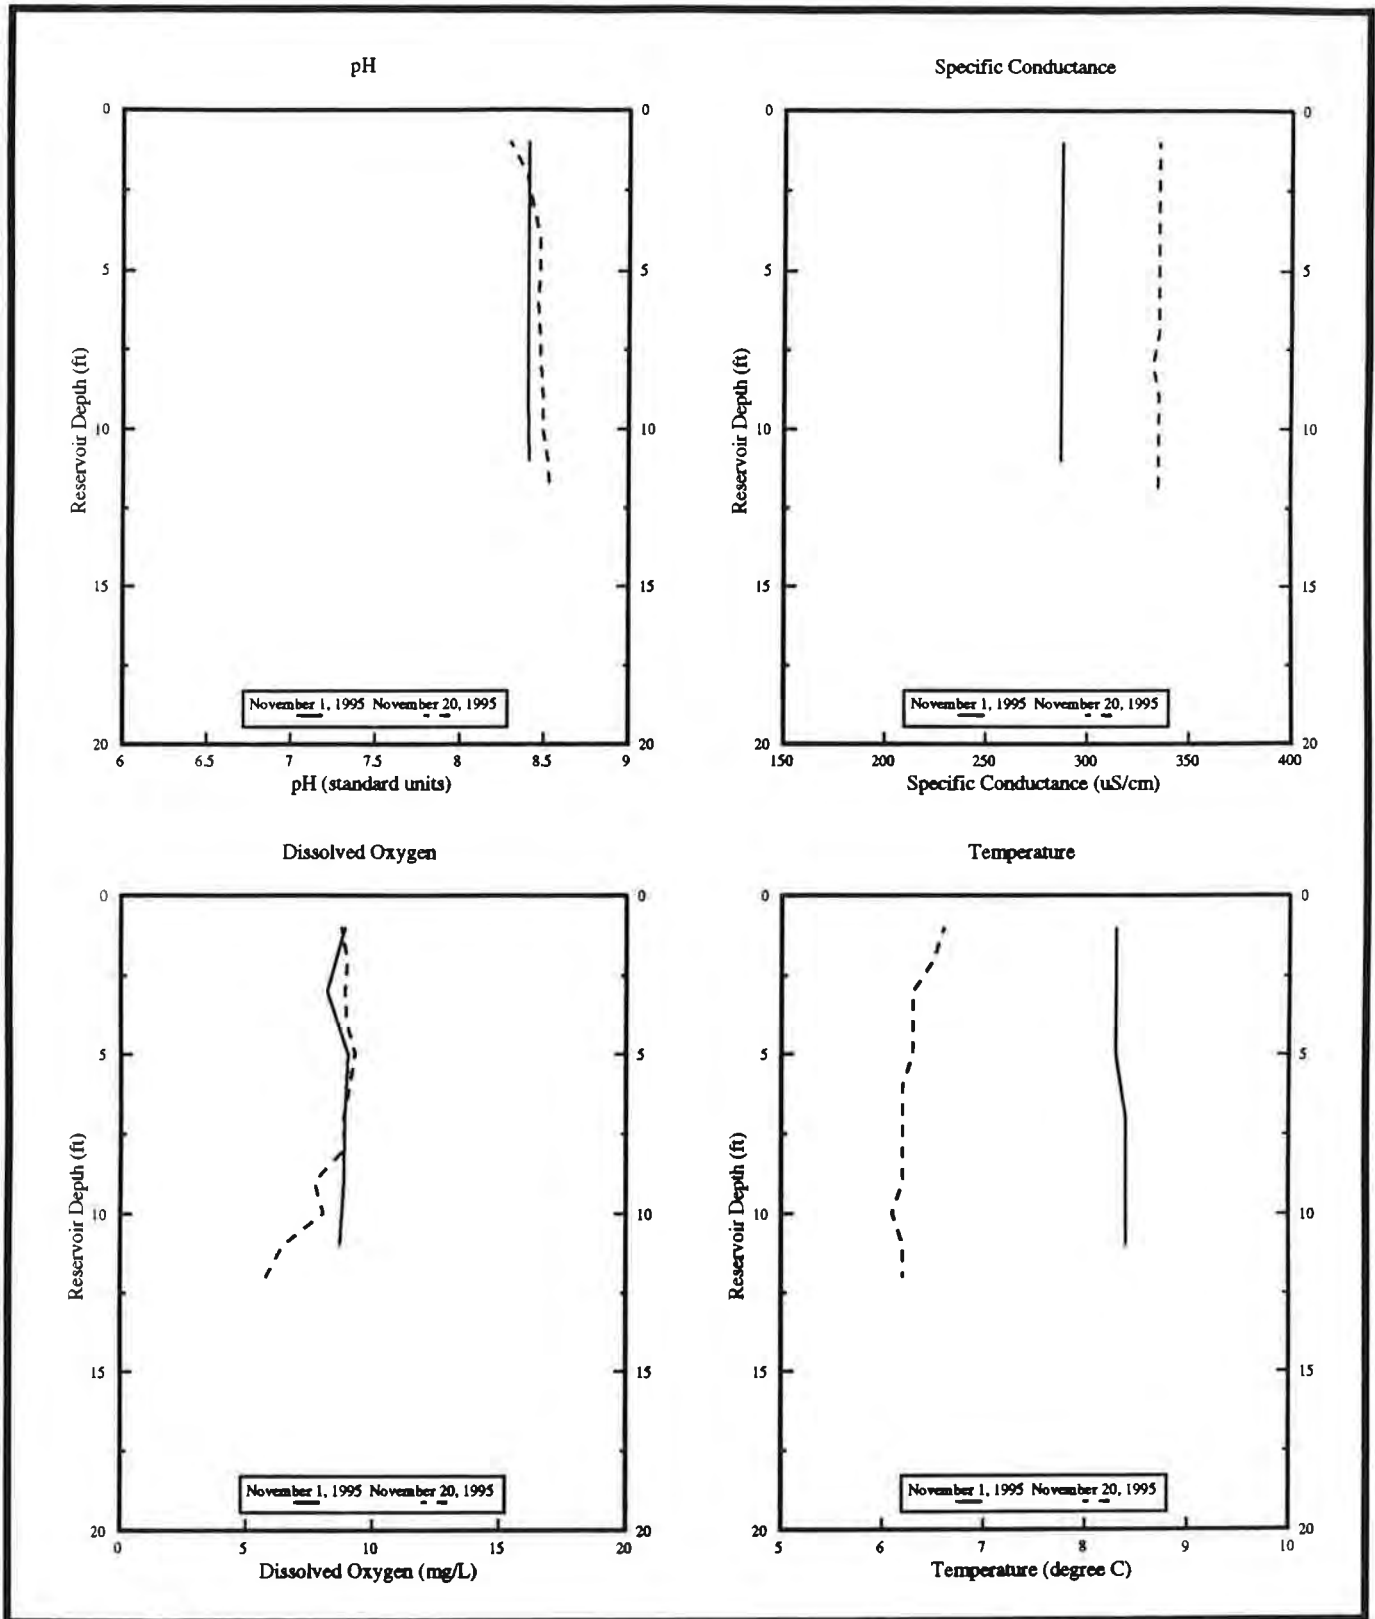 pH
0
0
5
5
10
10
15
15
20
20
Reservoir Depth (ft)
November 1, 1995 November 20, 1995
6 6.5 7 7.5 8 8.5 9
pH (standard units)
Specific Conductance
0
0
5
5
10
10
15
15
20
20
Reservoir Depth (ft)
November 1, 1995 November 20, 1995
150 200 250 300 350 400
Specific Conductance (uS/cm)
Dissolved Oxygen
0
0
5
5
10
10
15
15
20
20
Reservoir Depth (ft)
November 1, 1995 November 20, 1995
0 5 10 15 20
Dissolved Oxygen (mg/L)
Temperature
0
0
5
5
10
10
15
15
20
20
Reservoir Depth (ft)
November 1, 1995 November 20, 1995
5 6 7 8 9 10
Temperature (degree C)